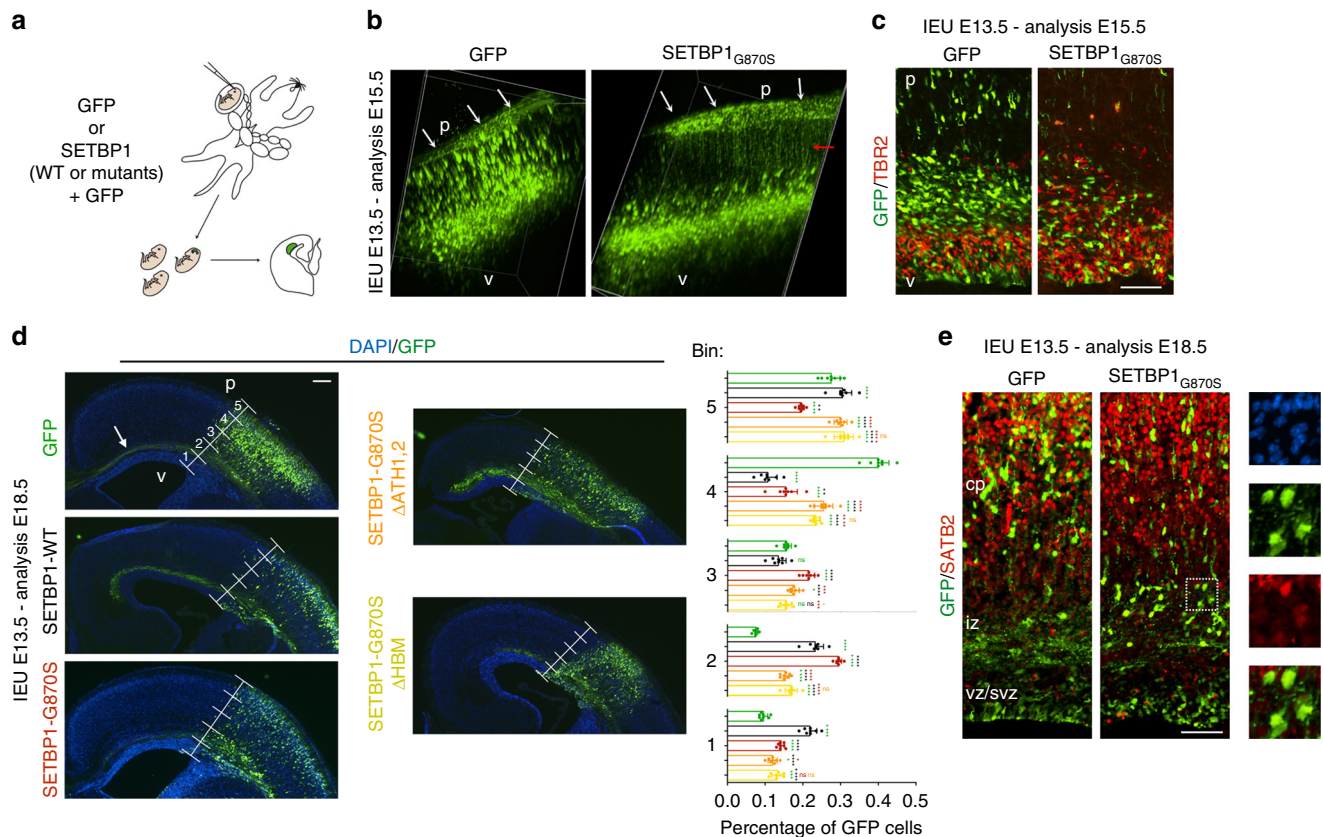 a
GFP
or
SETBP1
(WT or mutants)
+ GFP
b
GFP
SETBP1G870S
IEU E13.5 - analysis E15.5
p
v
p
v
c
IEU E13.5 - analysis E15.5
GFP
SETBP1G870S
GFP/TBR2
p
v
d
DAPI/GFP
IEU E13.5 - analysis E18.5
GFP
p
v
1
2
3
4
5
SETBP1-WT
SETBP1-G870S
SETBP1-G870S
ΔATH1,2
SETBP1-G870S
ΔHBM
Bin:
5
4
3
2
1
ns
ns
ns
ns
ns
ns
ns
ns
ns
0.0
0.1
0.2
0.3
0.4
0.5
Percentage of GFP cells
e
IEU E13.5 - analysis E18.5
GFP
SETBP1G870S
GFP/SATB2
cp
iz
vz/svz